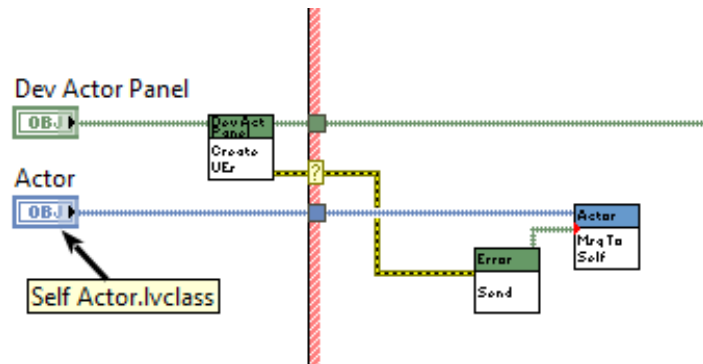 Dev Actor Panel
OBJ
Dev Act
Panel
Create
UEr
?
Actor
OBJ
Self Actor.lvclass
Actor
Msg To
Self
Error
Send